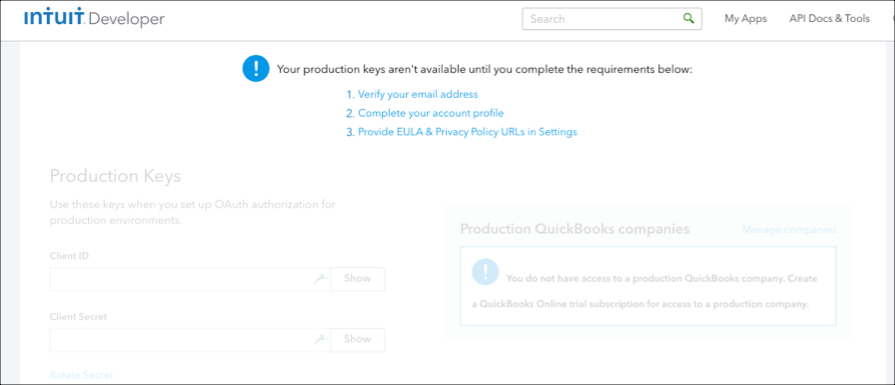 ıntuıt Developer
Search
My Apps
API Docs & Tools
! Your production keys aren't available until you complete the requirements below:
1. Verify your email address
2. Complete your account profile
3. Provide EULA & Privacy Policy URLs in Settings
Production Keys
Use these keys when you set up OAuth authorization for
production environments.
Client ID
Show
Client Secret
Show
Rotate Secret
Production QuickBooks companies
Manage companies
! You do not have access to a production QuickBooks company. Create
a QuickBooks Online trial subscription for access to a production company.